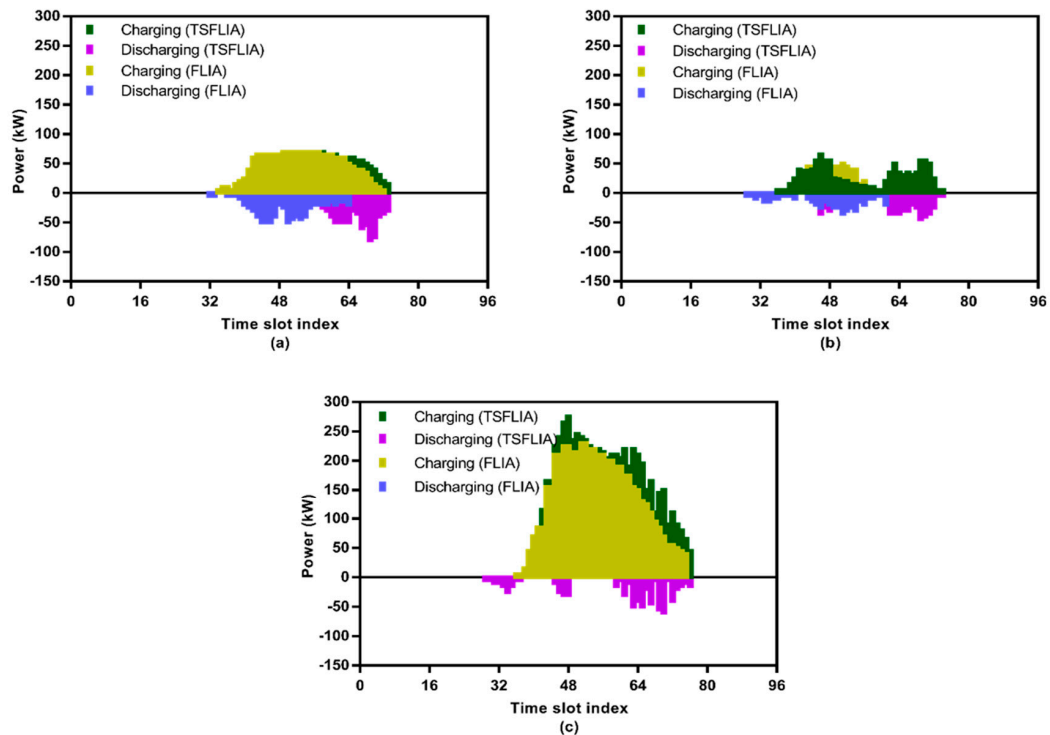 300
Charging (TSFLIA)
250
Discharging (TSFLIA)
200
Charging (FLIA)
Discharging (FLIA)
150
100
50
0
-50
-100
-150
Power (kW)
0 16 32 48 64 80 96
Time slot index
(a)
300
Charging (TSFLIA)
250
Discharging (TSFLIA)
200
Charging (FLIA)
Discharging (FLIA)
150
100
50
0
-50
-100
-150
Power (kW)
0 16 32 48 64 80 96
Time slot index
(b)
300
Charging (TSFLIA)
250
Discharging (TSFLIA)
200
Charging (FLIA)
150
Discharging (FLIA)
100
50
0
-50
-100
-150
Power (kW)
0 16 32 48 64 80 96
Time slot index
(c)